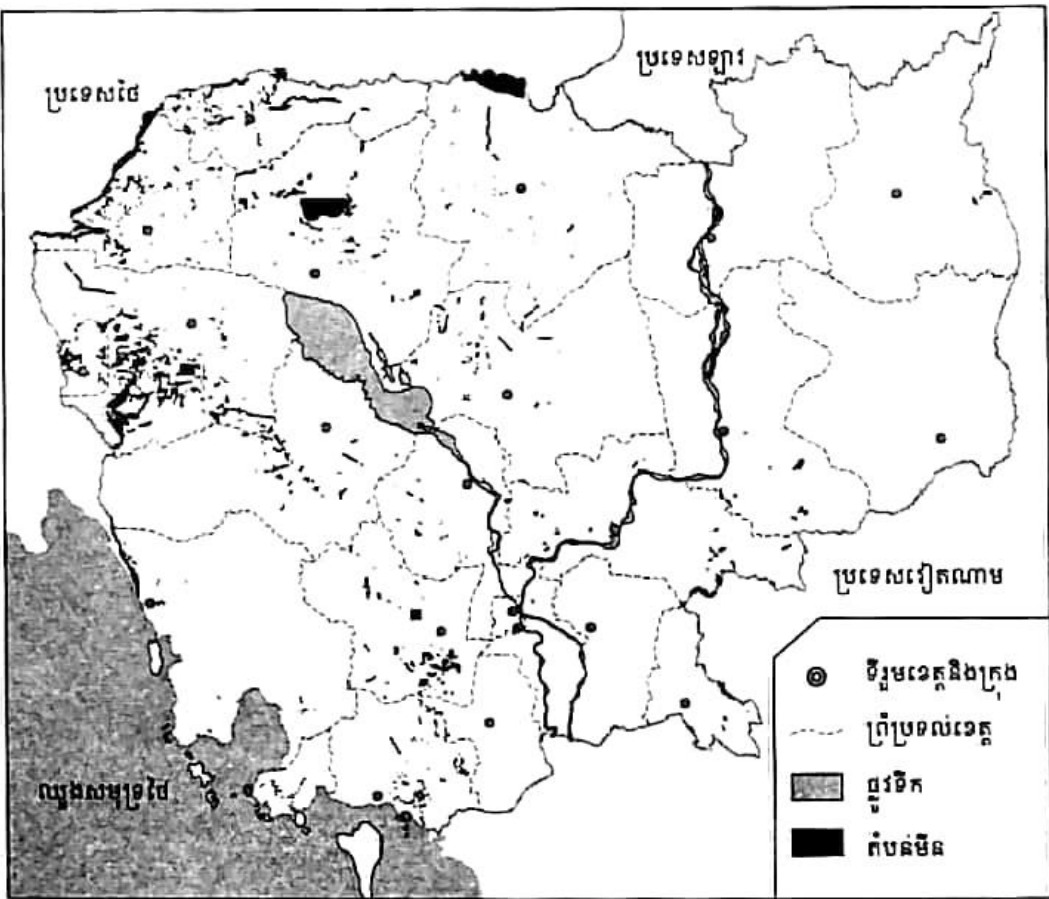 ប្រទេសឡាវ
ប្រទេសថៃ
ប្រទេសវៀតណាម
ឈូងសមុទ្រថៃ
ទីរួមខេត្តនិងក្រុង
ព្រំប្រទល់ខេត្ត
ផ្លូវទឹក
តំបន់មីន